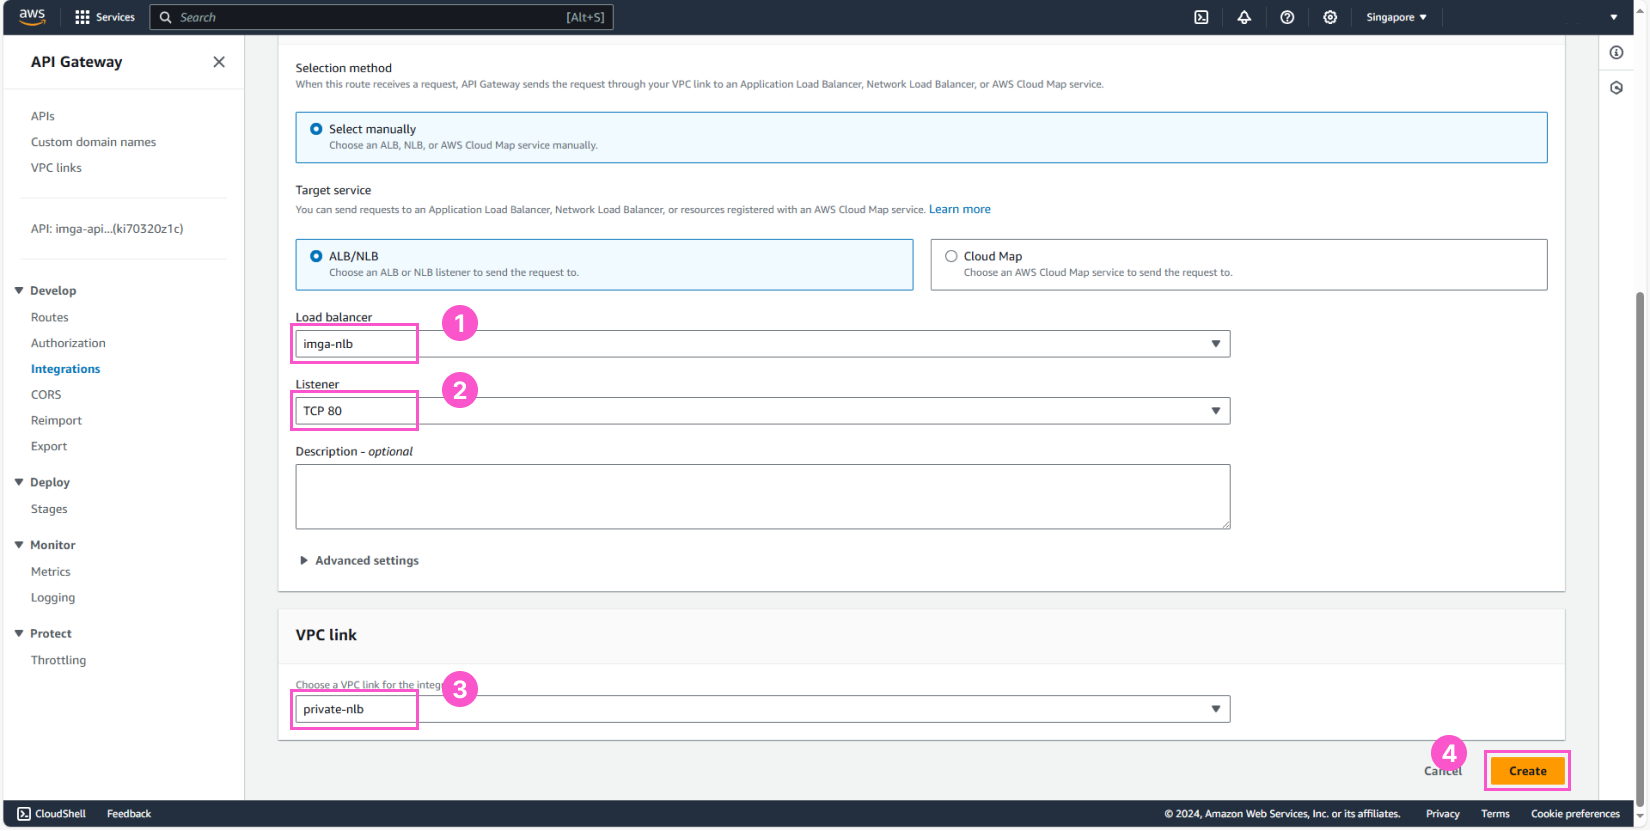 aws
Services
Search
[Alt+S]
Singapore
API Gateway
APIs
Custom domain names
VPC links
API: imga-api...(ki70320z1c)
Develop
Routes
Authorization
Integrations
CORS
Reimport
Export
Deploy
Stages
Monitor
Metrics
Logging
Protect
Throttling
Selection method
When this route receives a request, API Gateway sends the request through your VPC link to an Application Load Balancer, Network Load Balancer, or AWS Cloud Map service.
Select manually
Choose an ALB, NLB, or AWS Cloud Map service manually.
Target service
You can send requests to an Application Load Balancer, Network Load Balancer, or resources registered with an AWS Cloud Map service. Learn more
ALB/NLB
Choose an ALB or NLB listener to send the request to.
Cloud Map
Choose an AWS Cloud Map service to send the request to.
Load balancer
1
imga-nlb
Listener
2
TCP 80
Description - optional
Advanced settings
VPC link
Choose a VPC link for the integ
3
private-nlb
4
Cancel
Create
CloudShell
Feedback
© 2024, Amazon Web Services, Inc. or its affiliates.
Privacy
Terms
Cookie preferences